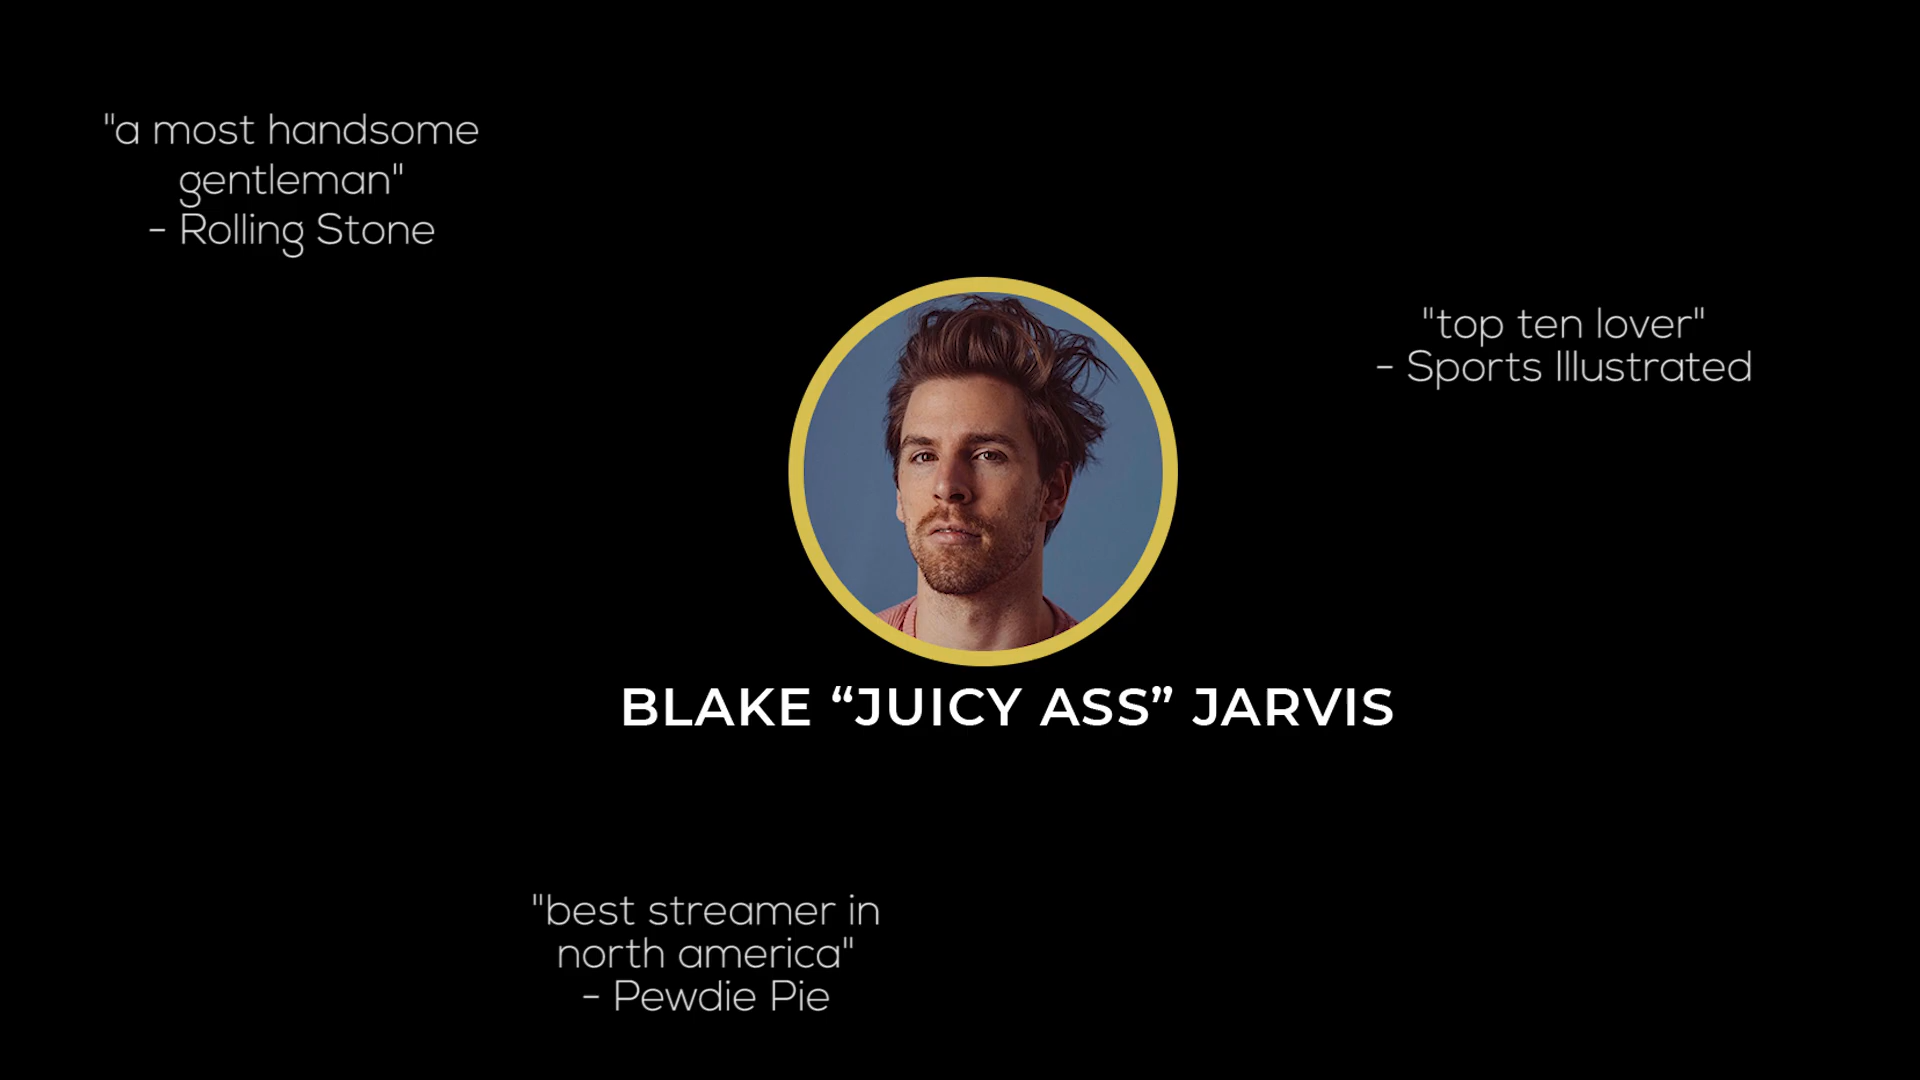 "a most handsome
gentleman"
- Rolling Stone
"top ten lover"
- Sports Illustrated
BLAKE “JUICY ASS” JARVIS
"best streamer in
north america"
- Pewdie Pie